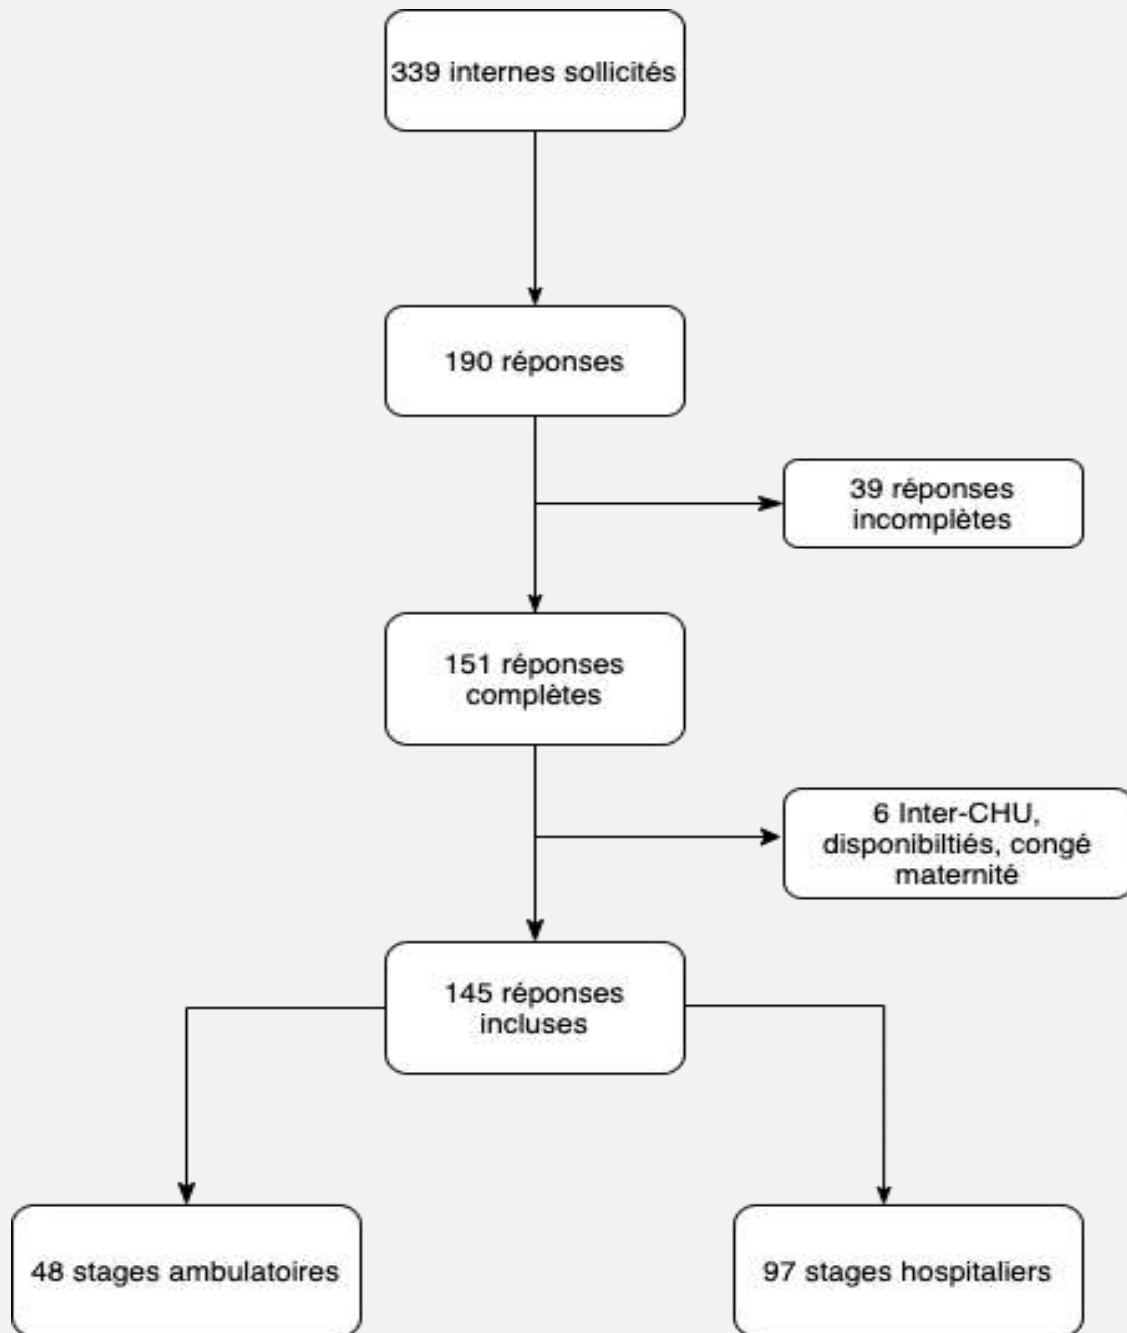 339 internes sollicités
190 réponses
39 réponses
incomplètes
151 réponses
complètes
6 Inter-CHU,
disponibiltiés, congé
maternité
145 réponses
incluses
48 stages ambulatoires
97 stages hospitaliers